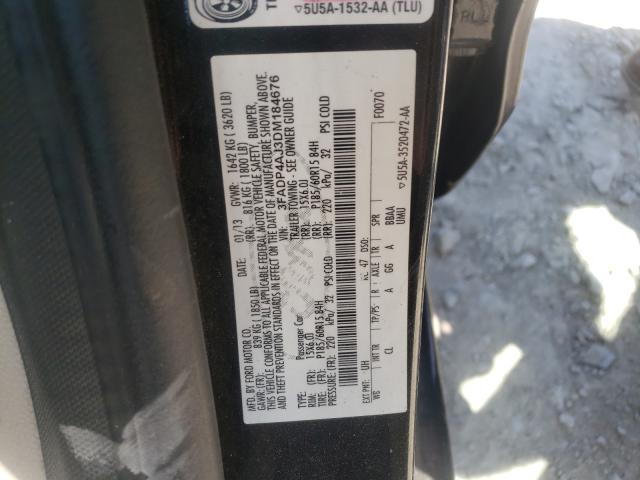 5U5A-1532-AA (TLU)
MFD. BY FORD MOTOR CO.
DATE: 01/13 GVWR: 1642 KG ( 3620 LB)
GAWR: (FR): 839 KG ( 1850 LB) (RR): 816 KG ( 1800 LB)
THIS VEHICLE CONFORMS TO ALL APPLICABLE FEDERAL MOTOR VEHICLE SAFETY, BUMPER,
AND THEFT PREVENTION STANDARDS IN EFFECT ON THE DATE OF MANUFACTURE SHOWN ABOVE.
VIN: 3FADP4AJ3DM184676
TYPE: Passenger Car TRAILER TOWING - SEE OWNER GUIDE
RIM: (FR): 15X6.0J (RR): 15X6.0J
TIRE: (FR): P185/60R15 84H (RR): P185/60R15 84H
PRESSURE: (FR): 220 kPa/ 32 PSI COLD (RR): 220 kPa/ 32 PSI COLD
EXT PNT: UH RC: 47 DSO: F0070
WB INT TR TP/PS R AXLE TR SPR
CL A GG A BBAA
UMU
5U5A-3520472-AA